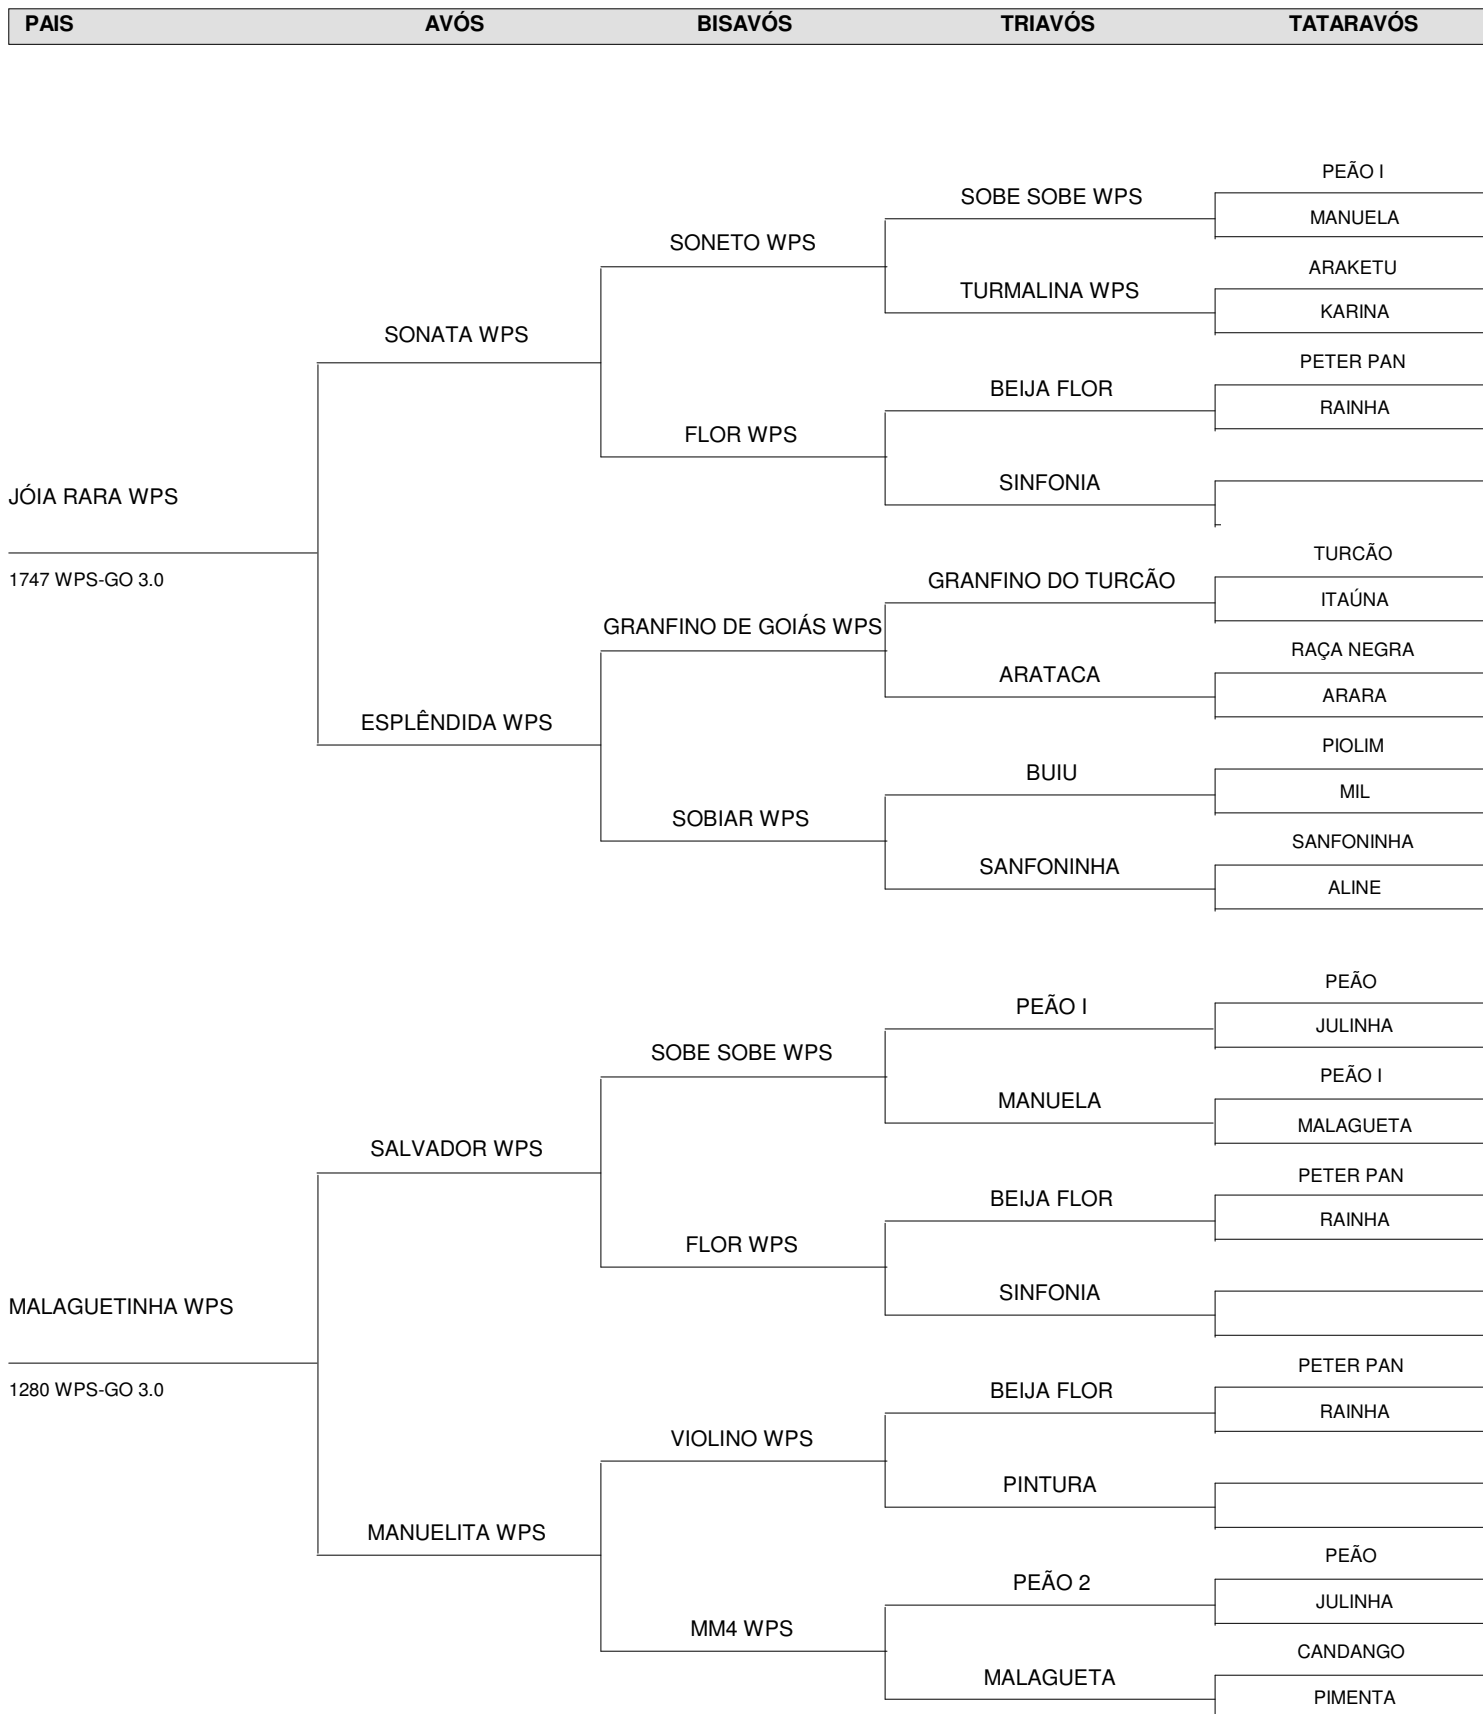 PAIS AVÓS BISAVÓS TRIAVÓS TATARAVÓS
PEÃO I
SOBE SOBE WPS
MANUELA
SONETO WPS
ARAKETU
TURMALINA WPS
KARINA
SONATA WPS
PETER PAN
BEIJA FLOR
RAINHA
FLOR WPS
SINFONIA
JÓIA RARA WPS
TURCÃO
1747 WPS-GO 3.0
GRANFINO DO TURCÃO
ITAÚNA
GRANFINO DE GOIÁS WPS
RAÇA NEGRA
ARATACA
ARARA
ESPLÊNDIDA WPS
PIOLIM
BUIU
MIL
SOBIAR WPS
SANFONINHA
SANFONINHA
ALINE
PEÃO
PEÃO I
JULINHA
SOBE SOBE WPS
PEÃO I
MANUELA
MALAGUETA
SALVADOR WPS
PETER PAN
BEIJA FLOR
RAINHA
FLOR WPS
SINFONIA
MALAGUETINHA WPS
PETER PAN
1280 WPS-GO 3.0
BEIJA FLOR
RAINHA
VIOLINO WPS
PINTURA
MANUELITA WPS
PEÃO
PEÃO 2
JULINHA
MM4 WPS
CANDANGO
MALAGUETA
PIMENTA